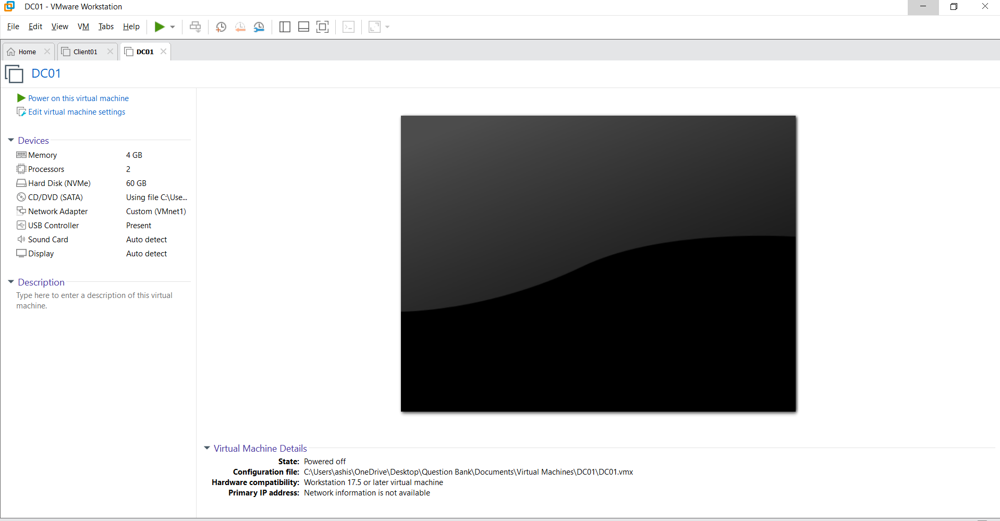 DC01 - VMware Workstation
File Edit View VM Tabs Help
Home Client01 DC01
DC01
Power on this virtual machine
Edit virtual machine settings
Devices
Memory 4 GB
Processors 2
Hard Disk (NVMe) 60 GB
CD/DVD (SATA) Using file C:\Use...
Network Adapter Custom (VMnet1)
USB Controller Present
Sound Card Auto detect
Display Auto detect
Description
Type here to enter a description of this virtual
machine.
Virtual Machine Details
State: Powered off
Configuration file: C:\Users\ashis\OneDrive\Desktop\Question Bank\Documents\Virtual Machines\DC01\DC01.vmx
Hardware compatibility: Workstation 17.5 or later virtual machine
Primary IP address: Network information is not available